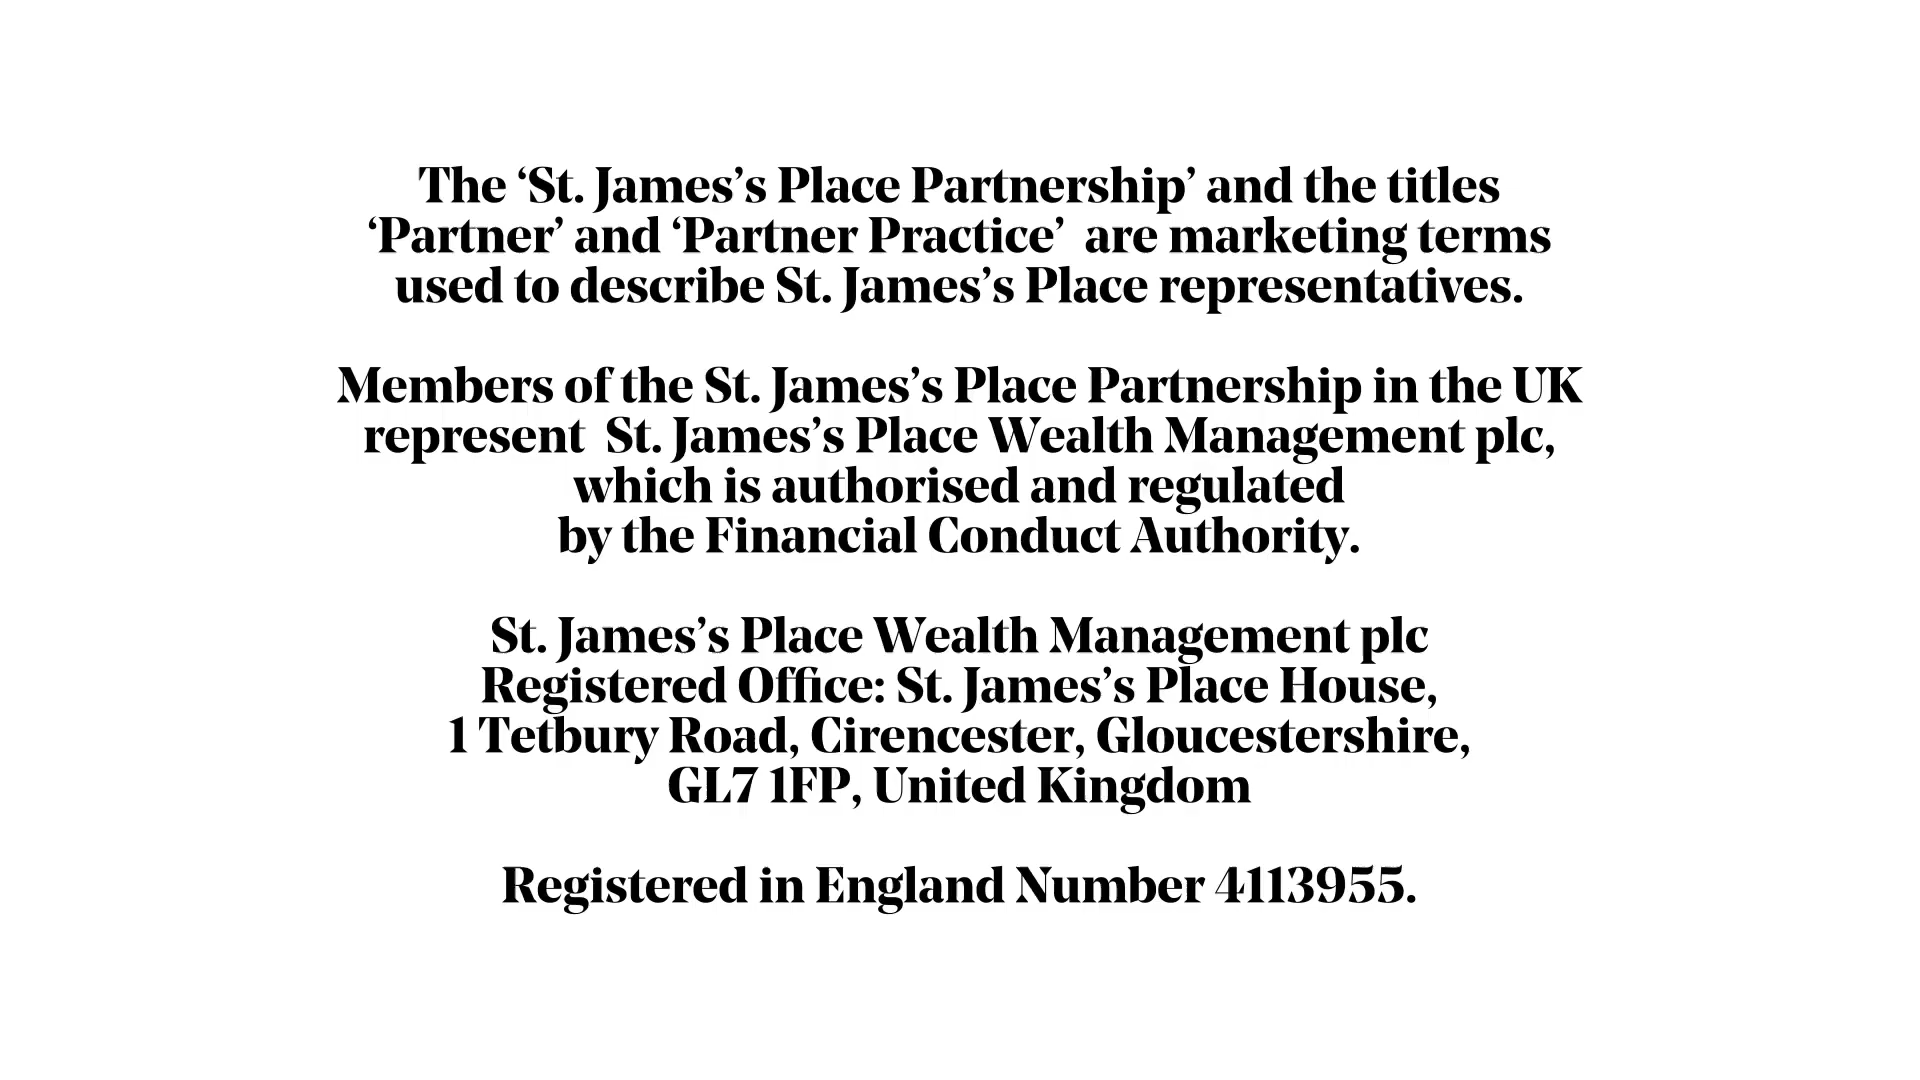 The ‘St. James’s Place Partnership’ and the titles
‘Partner’ and ‘Partner Practice’  are marketing terms
used to describe St. James’s Place representatives.
Members of the St. James’s Place Partnership in the UK
represent  St. James’s Place Wealth Management plc,
which is authorised and regulated
by the Financial Conduct Authority.
St. James’s Place Wealth Management plc
Registered Office: St. James’s Place House,
1 Tetbury Road, Cirencester, Gloucestershire,
GL7 1FP, United Kingdom
Registered in England Number 4113955.